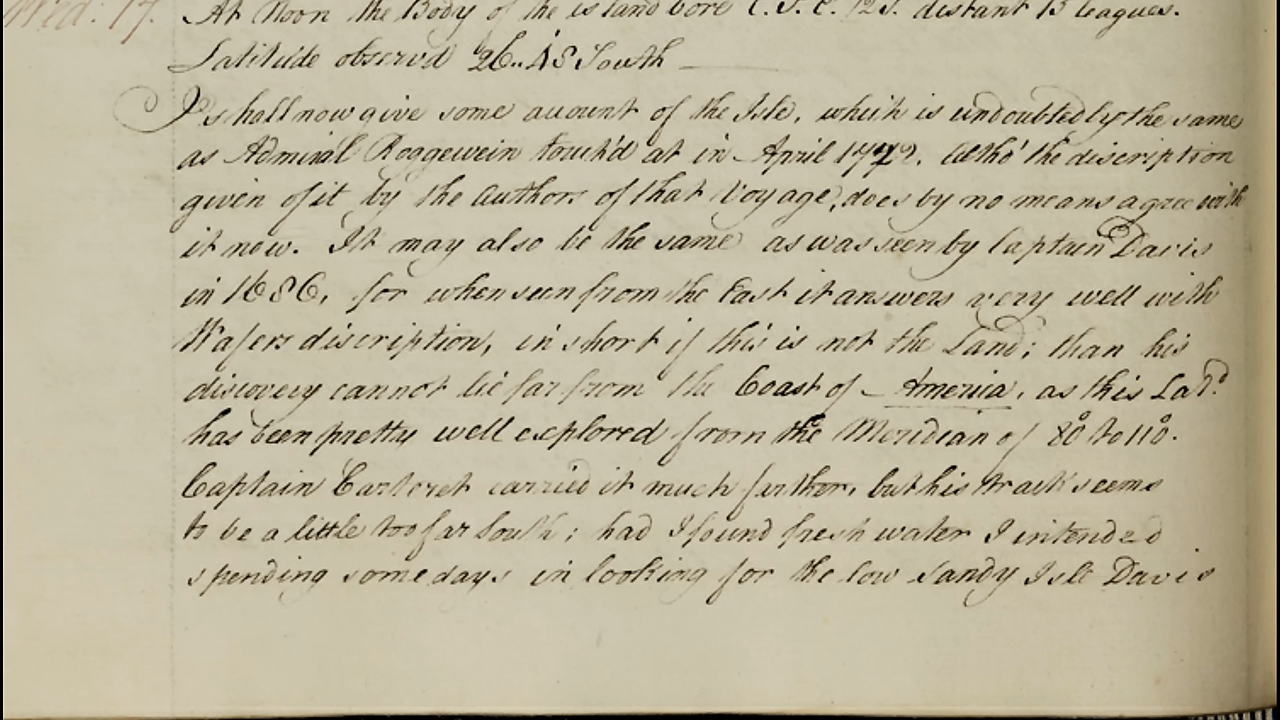 Wed: 17. At Noon the Body of the island bore E.S.E. 1/2 S. distant 13 leagues.
Latitude observd 26..48 South
I shall now give some account of the Isle, which is undoubtedly the same
as Admiral Roggewein touch'd at in April 1722. altho' the discription
given of it by the authors of that Voyage, does by no means agree with
it now. It may also be the same as was seen by Captain Davis
in 1686, for when seen from the East it answers very well with
Wafers discription, in short if this is not the Land; than his
discovery cannot lie far from the Coast of America, as this Latd
has been pretty well explored from the Meridian of 80° to 110°.
Captain Carteret carried it much farther, but his track seems
to be a little too far South; had I found fresh water I intended
spending some days in looking for the low Sandy Isle Davis